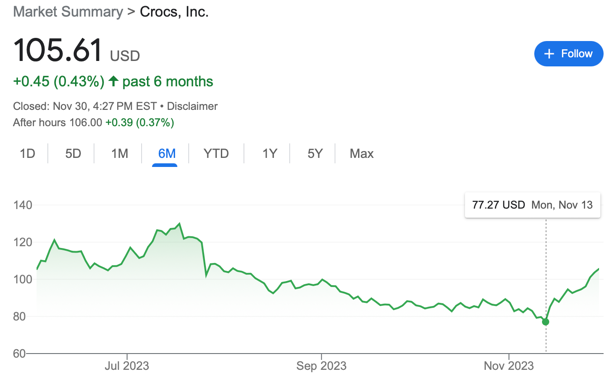 Market Summary > Crocs, Inc.
105.61 USD
+ Follow
+0.45 (0.43%) ↑ past 6 months
Closed: Nov 30, 4:27 PM EST • Disclaimer
After hours 106.00 +0.39 (0.37%)
1D 5D 1M 6M YTD 1Y 5Y Max
77.27 USD Mon, Nov 13
140
120
100
80
60
Jul 2023 Sep 2023 Nov 2023